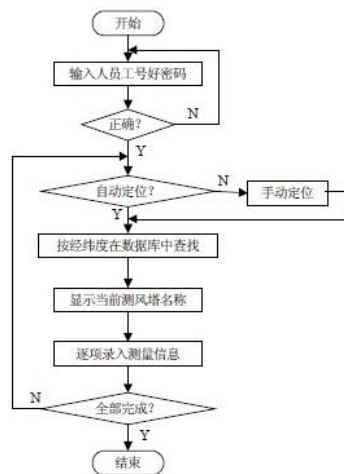 开始
输入人员工号好密码
正确?
N
Y
自动定位?
N
手动定位
Y
按经纬度在数据库中查找
显示当前测风塔名称
逐项录入测量信息
N
全部完成?
Y
结束